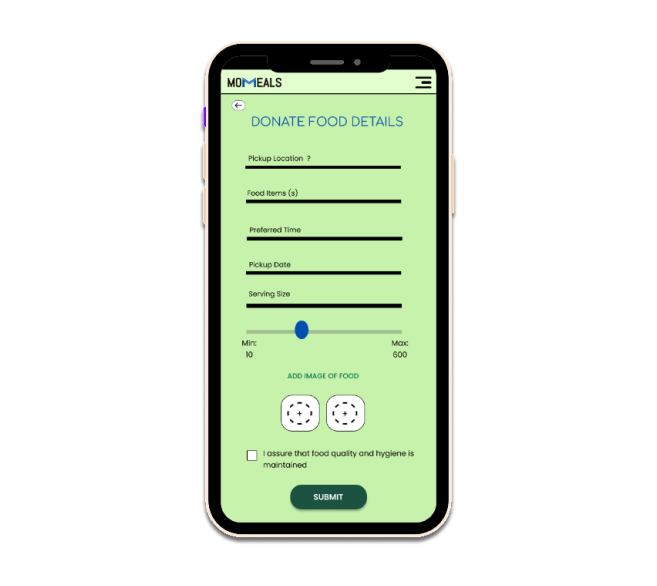 MOMEALS
DONATE FOOD DETAILS
Pickup Location ?
Food Items (s)
Preferred Time
Pickup Date
Serving Size
Min: Max:
10 600
ADD IMAGE OF FOOD
I assure that food quality and hygiene is
maintained
SUBMIT